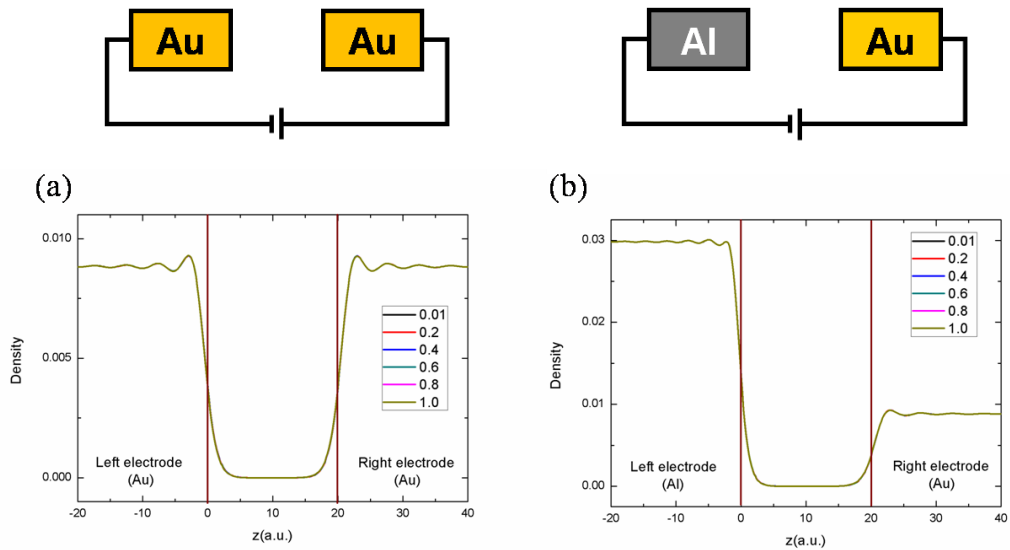 Au Au Al Au
(a) (b)
0.010
0.005
0.000
Density
0.01
0.2
0.4
0.6
0.8
1.0
Left electrode
(Au)
Right electrode
(Au)
-20 0 20 40
z(a.u.)
0.03
0.02
0.01
0.00
Density
0.01
0.2
0.4
0.6
0.8
1.0
Left electrode
(Al)
Right electrode
(Au)
-20 -10 0 10 20 30 40
z(a.u.)